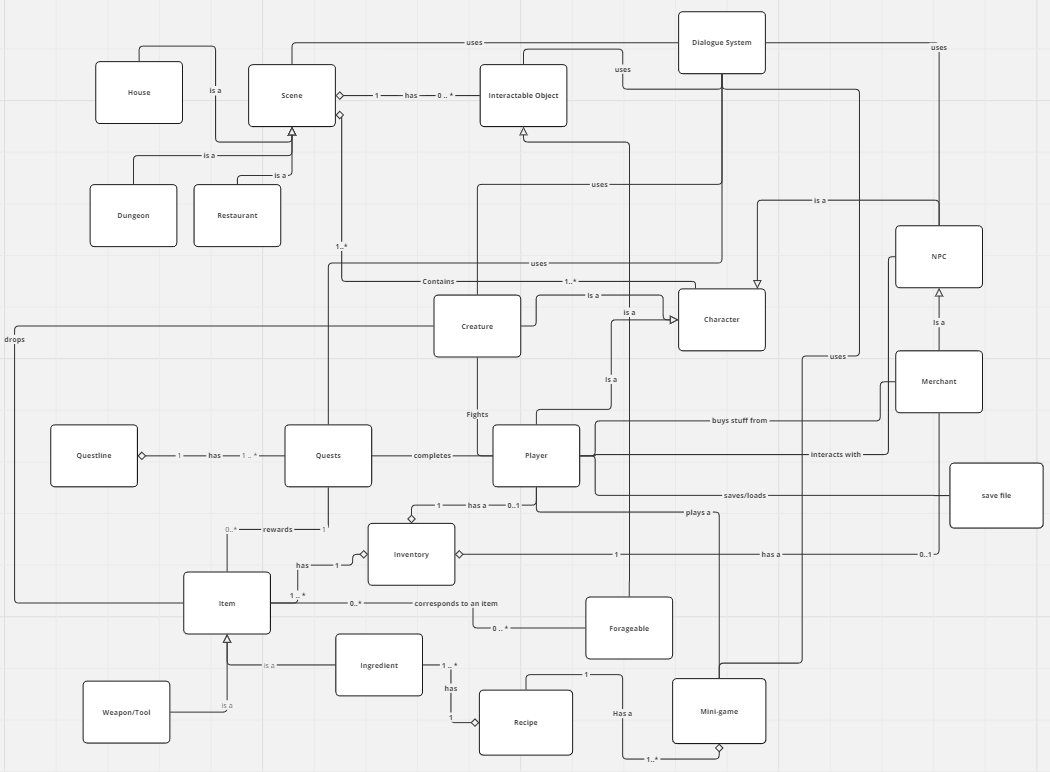 Dialogue System
uses
uses
uses
House
is a
Scene
1
has
0 .. *
Interactable Object
is a
is a
Dungeon
Restaurant
uses
is a
1..*
NPC
uses
Contains
1..*
Is a
is a
Character
Creature
Is a
drops
uses
Is a
Merchant
Fights
buys stuff from
Questline
1
has
1 .. *
Quests
completes
Player
interacts with
saves/loads
save file
1
has a
0..1
plays a
0..*
rewards
1
Inventory
1
has a
0..1
has
1
1 .. *
Item
0..*
corresponds to an item
0 .. *
Forageable
is a
Ingredient
1 .. *
has
1
is a
Weapon/Tool
Recipe
1
Has a
1..*
Mini-game